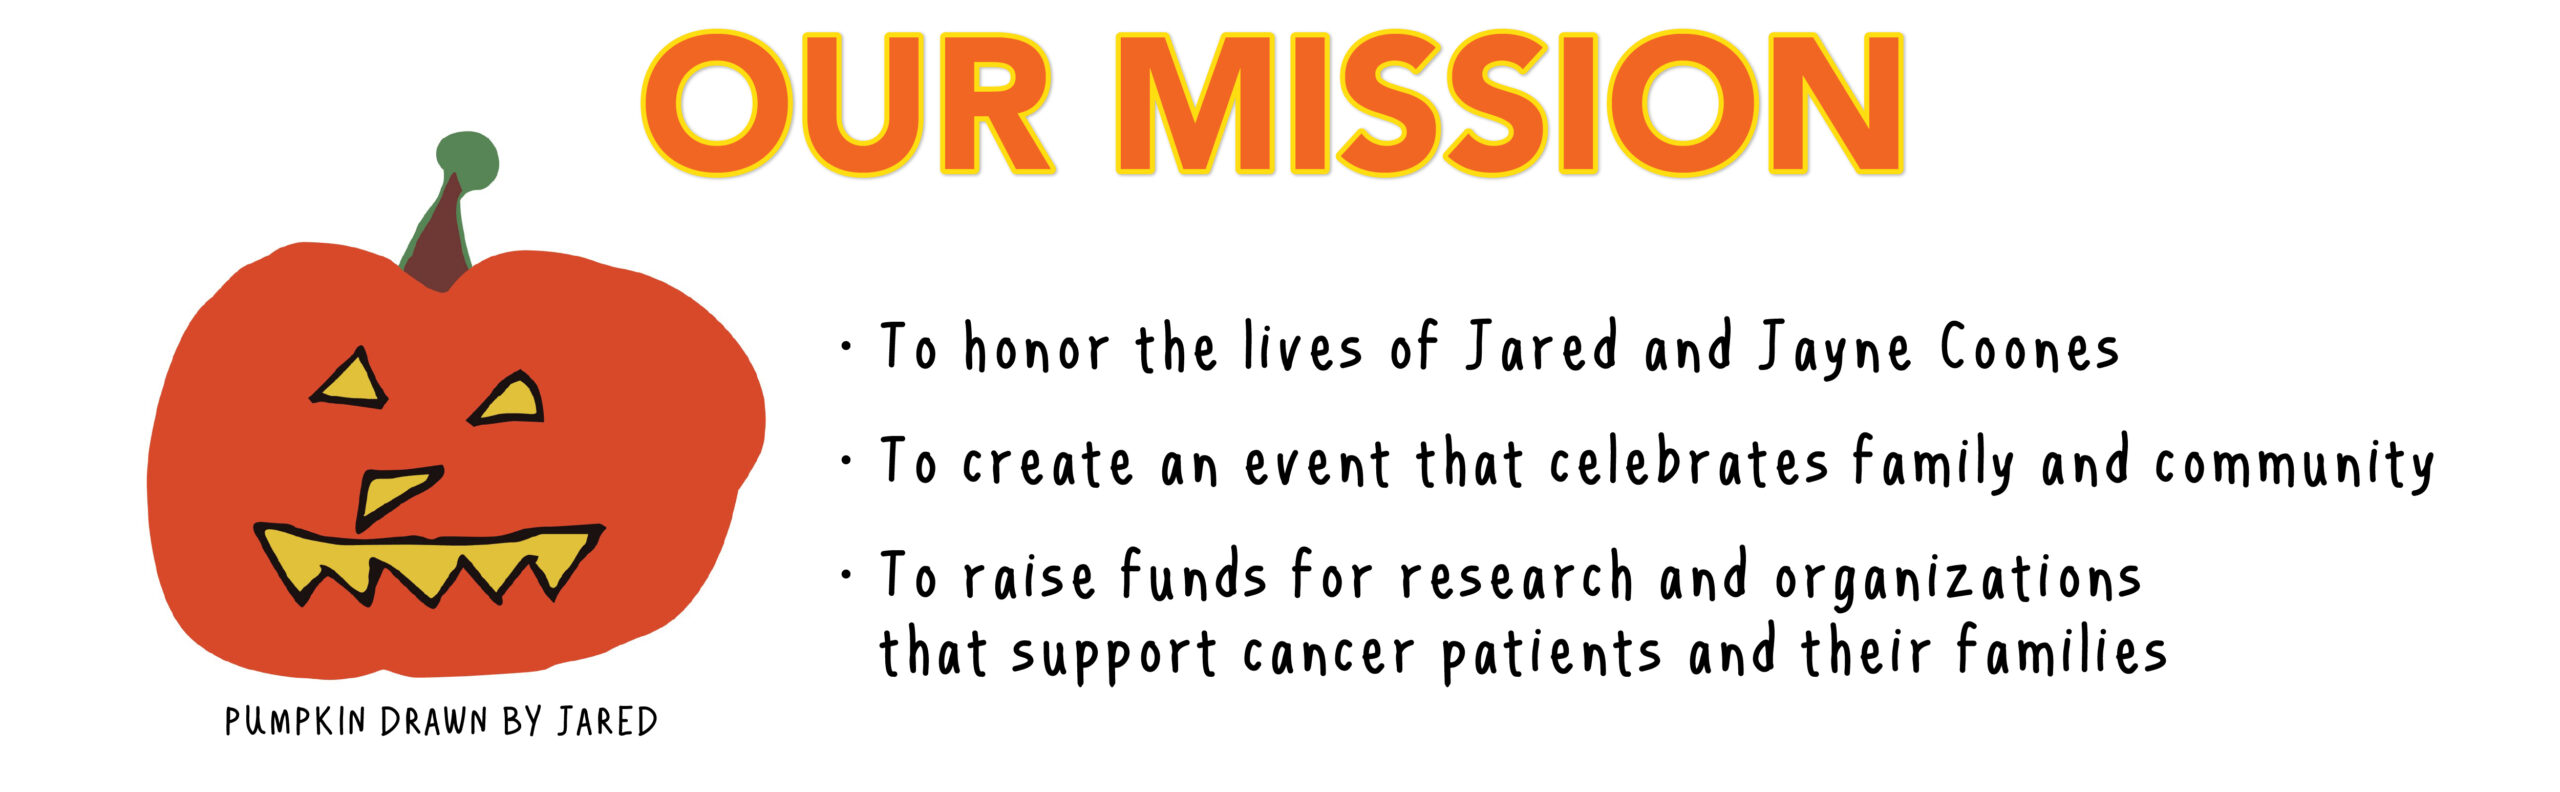 OUR MISSION
• To honor the lives of Jared and Jayne Coones
• To create an event that celebrates family and community
• To raise funds for research and organizations
that support cancer patients and their families
PUMPKIN DRAWN BY JARED